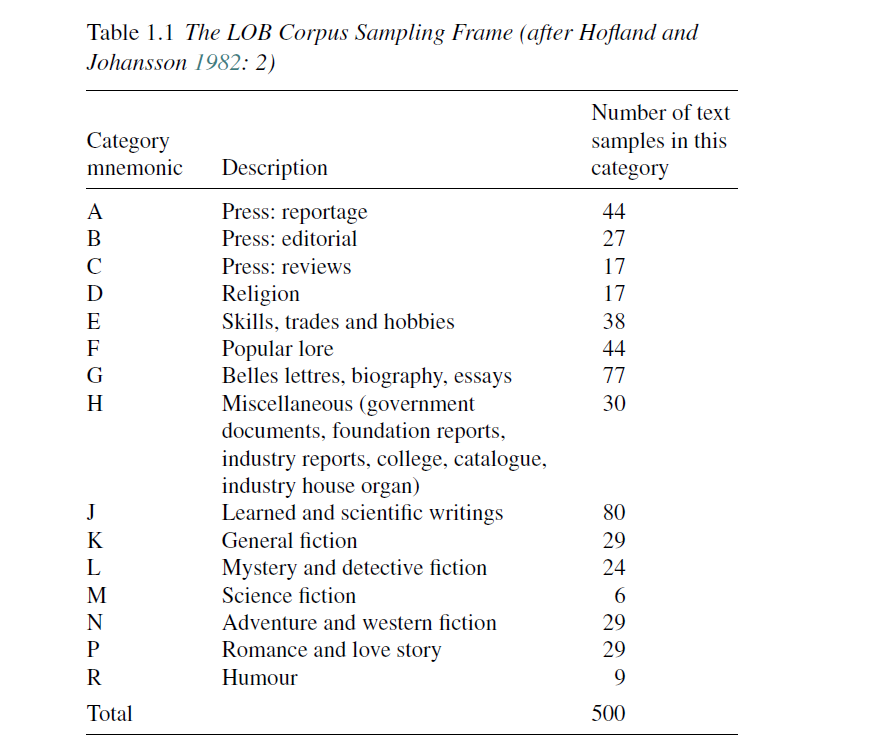 Table 1.1 The LOB Corpus Sampling Frame (after Hofland and
Johansson 1982: 2)
Category mnemonic Description Number of text samples in this category
A Press: reportage 44
B Press: editorial 27
C Press: reviews 17
D Religion 17
E Skills, trades and hobbies 38
F Popular lore 44
G Belles lettres, biography, essays 77
H Miscellaneous (government 30
documents, foundation reports,
industry reports, college, catalogue,
industry house organ)
J Learned and scientific writings 80
K General fiction 29
L Mystery and detective fiction 24
M Science fiction 6
N Adventure and western fiction 29
P Romance and love story 29
R Humour 9
Total 500